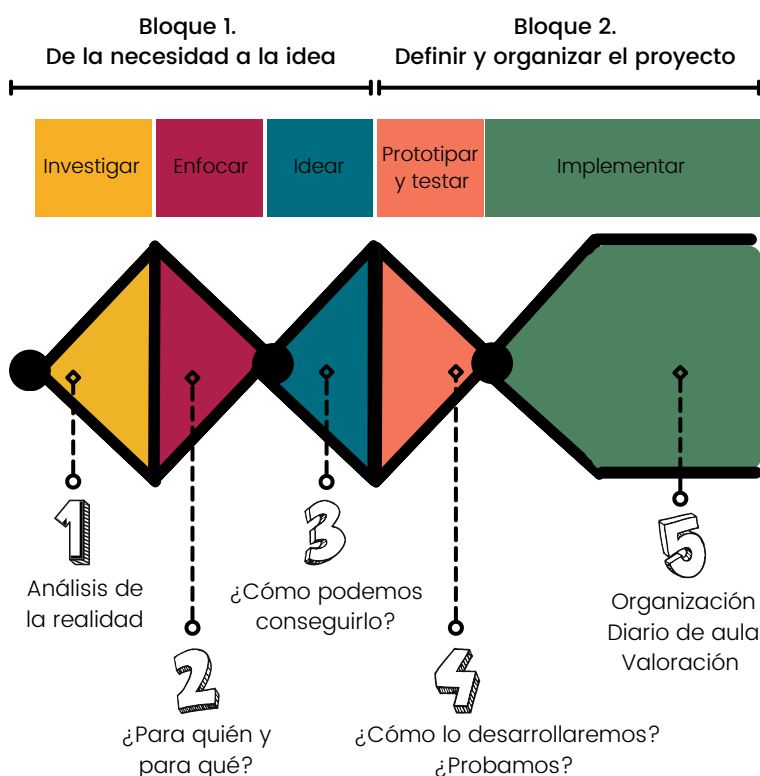 Bloque 1.
De la necesidad a la idea
Bloque 2.
Definir y organizar el proyecto
Investigar
Enfocar
Idear
Prototipar
y testar
Implementar
1
Análisis de
la realidad
2
¿Para quién y
para qué?
3
¿Cómo podemos
conseguirlo?
4
¿Cómo lo desarrollaremos?
¿Probamos?
5
Organización
Diario de aula
Valoración